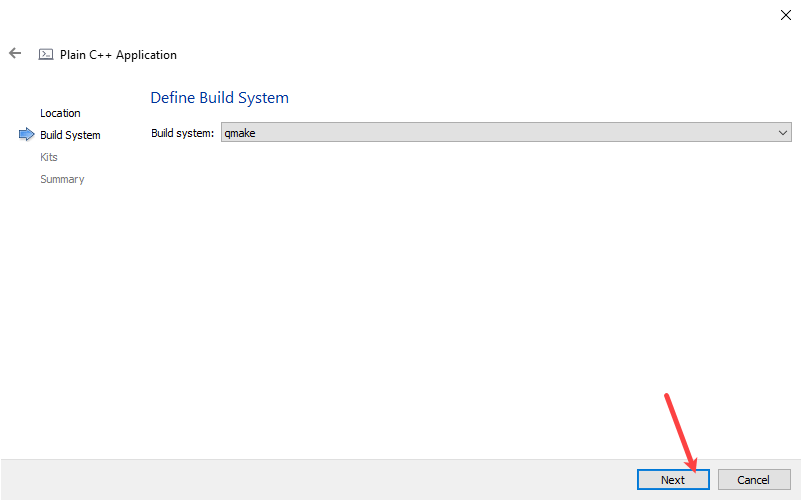 Plain C++ Application
Define Build System
Location
Build System
Build system: qmake
Kits
Summary
Next Cancel